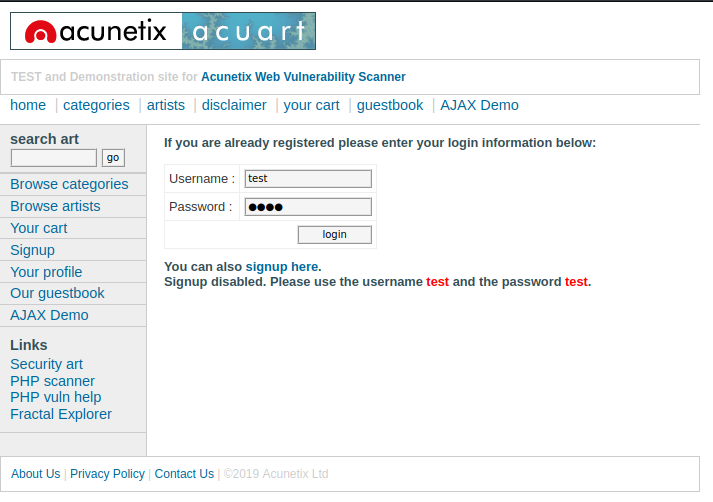 acunetix acuart
TEST and Demonstration site for Acunetix Web Vulnerability Scanner
home | categories | artists | disclaimer | your cart | guestbook | AJAX Demo
search art
go
Browse categories
Browse artists
Your cart
Signup
Your profile
Our guestbook
AJAX Demo
Links
Security art
PHP scanner
PHP vuln help
Fractal Explorer
If you are already registered please enter your login information below:
Username : test
Password : ●●●●
login
You can also signup here.
Signup disabled. Please use the username test and the password test.
About Us | Privacy Policy | Contact Us | ©2019 Acunetix Ltd